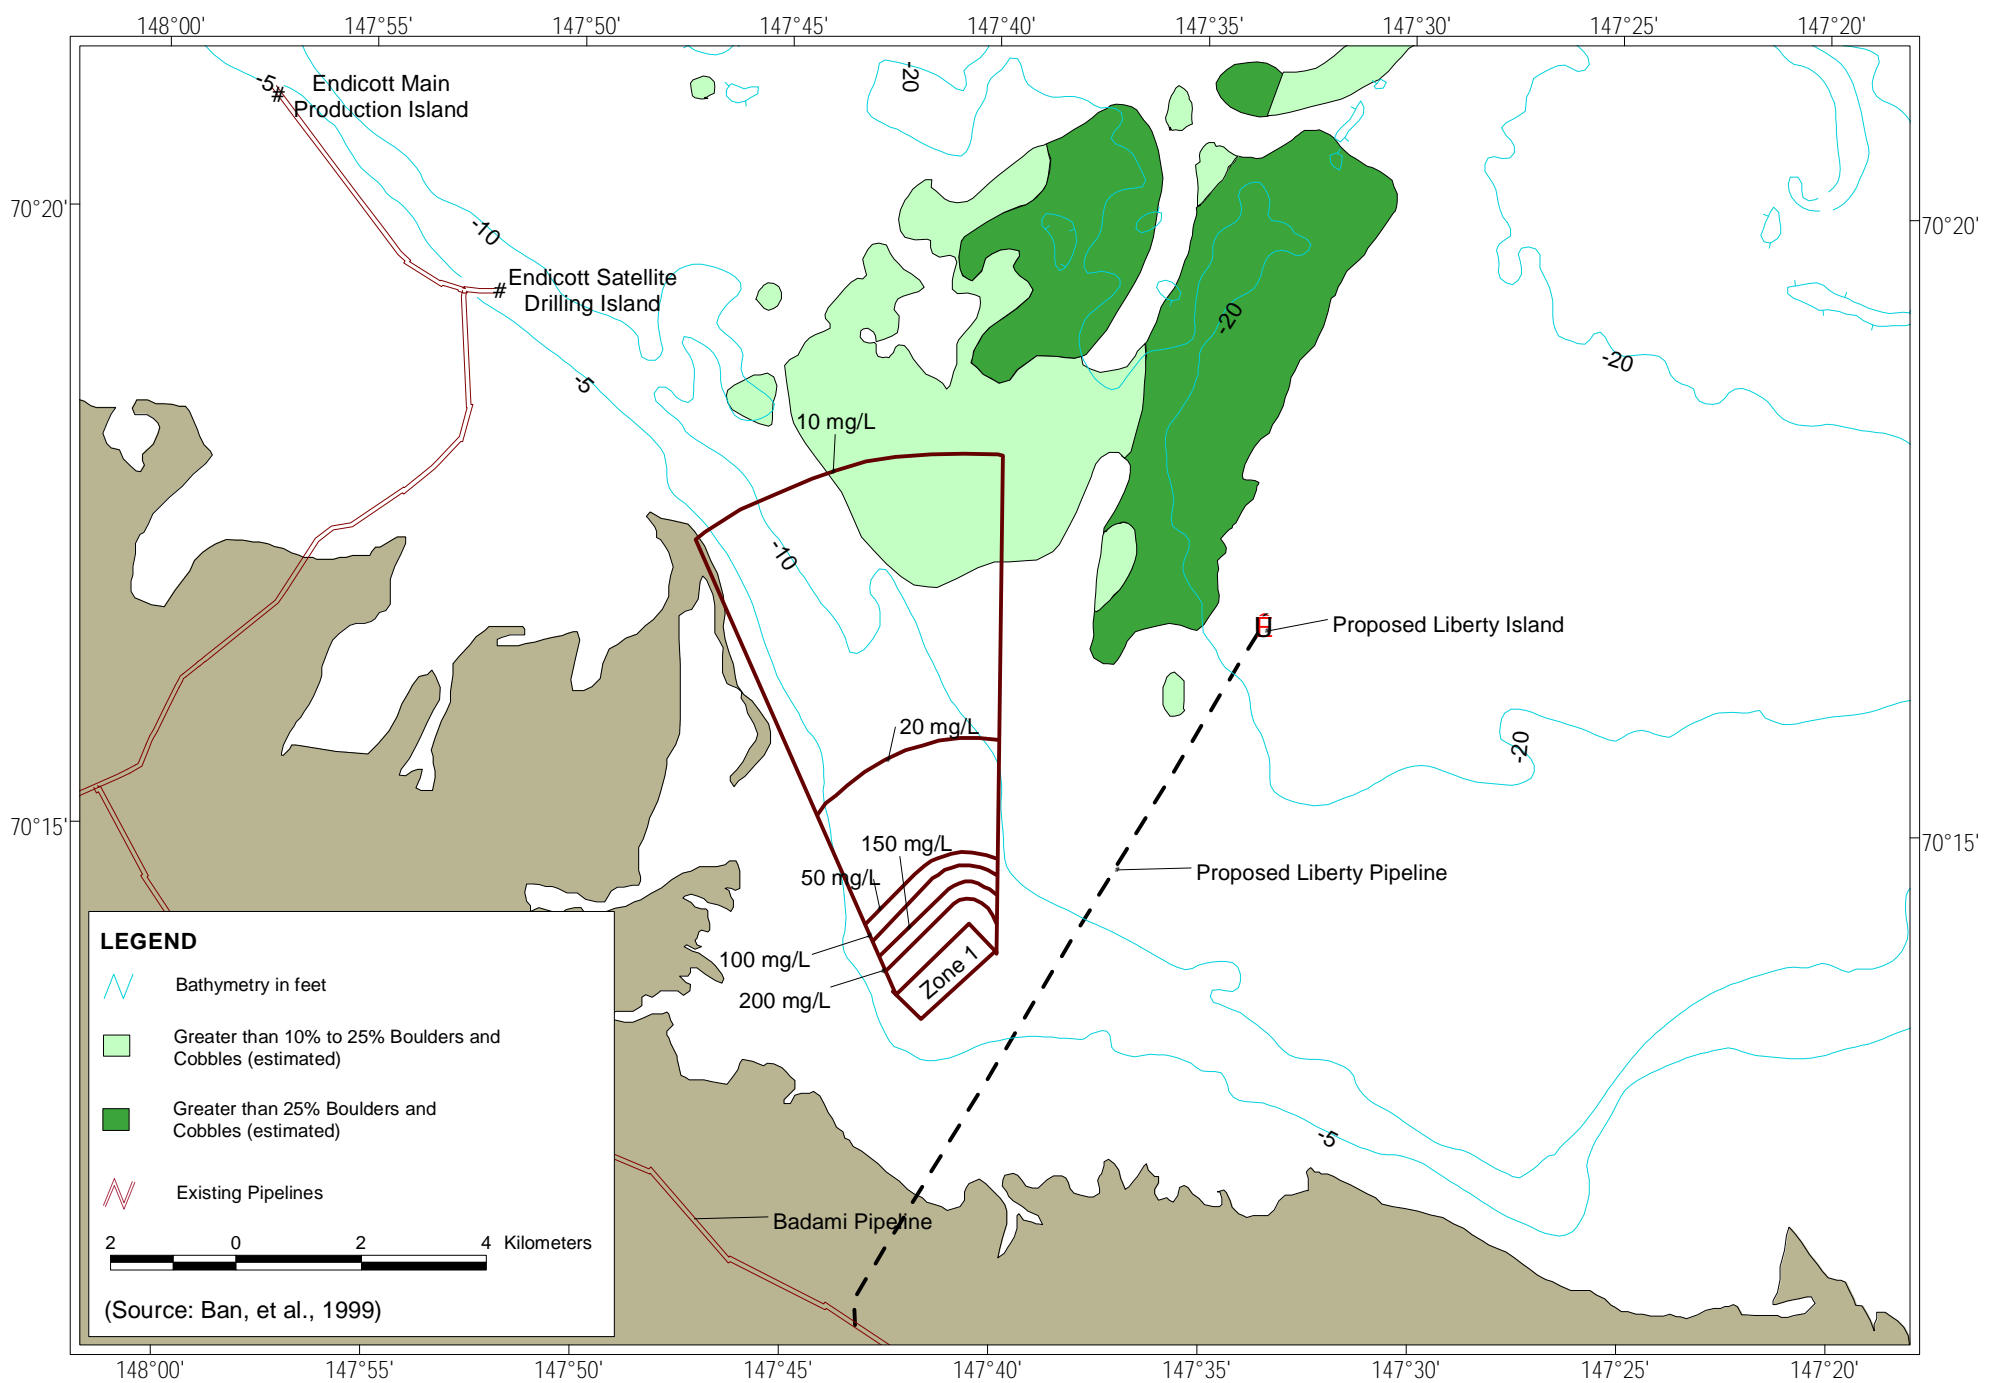 148°00' 147°55' 147°50' 147°45' 147°40' 147°35' 147°30' 147°25' 147°20'
-5
#
Endicott Main
Production Island
-20
70°20'
70°20'
-10
#
Endicott Satellite
Drilling Island
-20
-20
-5
10 mg/L
-10
Proposed Liberty Island
20 mg/L
-20
70°15'
70°15'
150 mg/L
50 mg/L
Proposed Liberty Pipeline
100 mg/L
200 mg/L
Zone 1
-5
Badami Pipeline
LEGEND
Bathymetry in feet
Greater than 10% to 25% Boulders and
Cobbles (estimated)
Greater than 25% Boulders and
Cobbles (estimated)
Existing Pipelines
2 0 2 4 Kilometers
(Source: Ban, et al., 1999)
148°00' 147°55' 147°50' 147°45' 147°40' 147°35' 147°30' 147°25' 147°20'